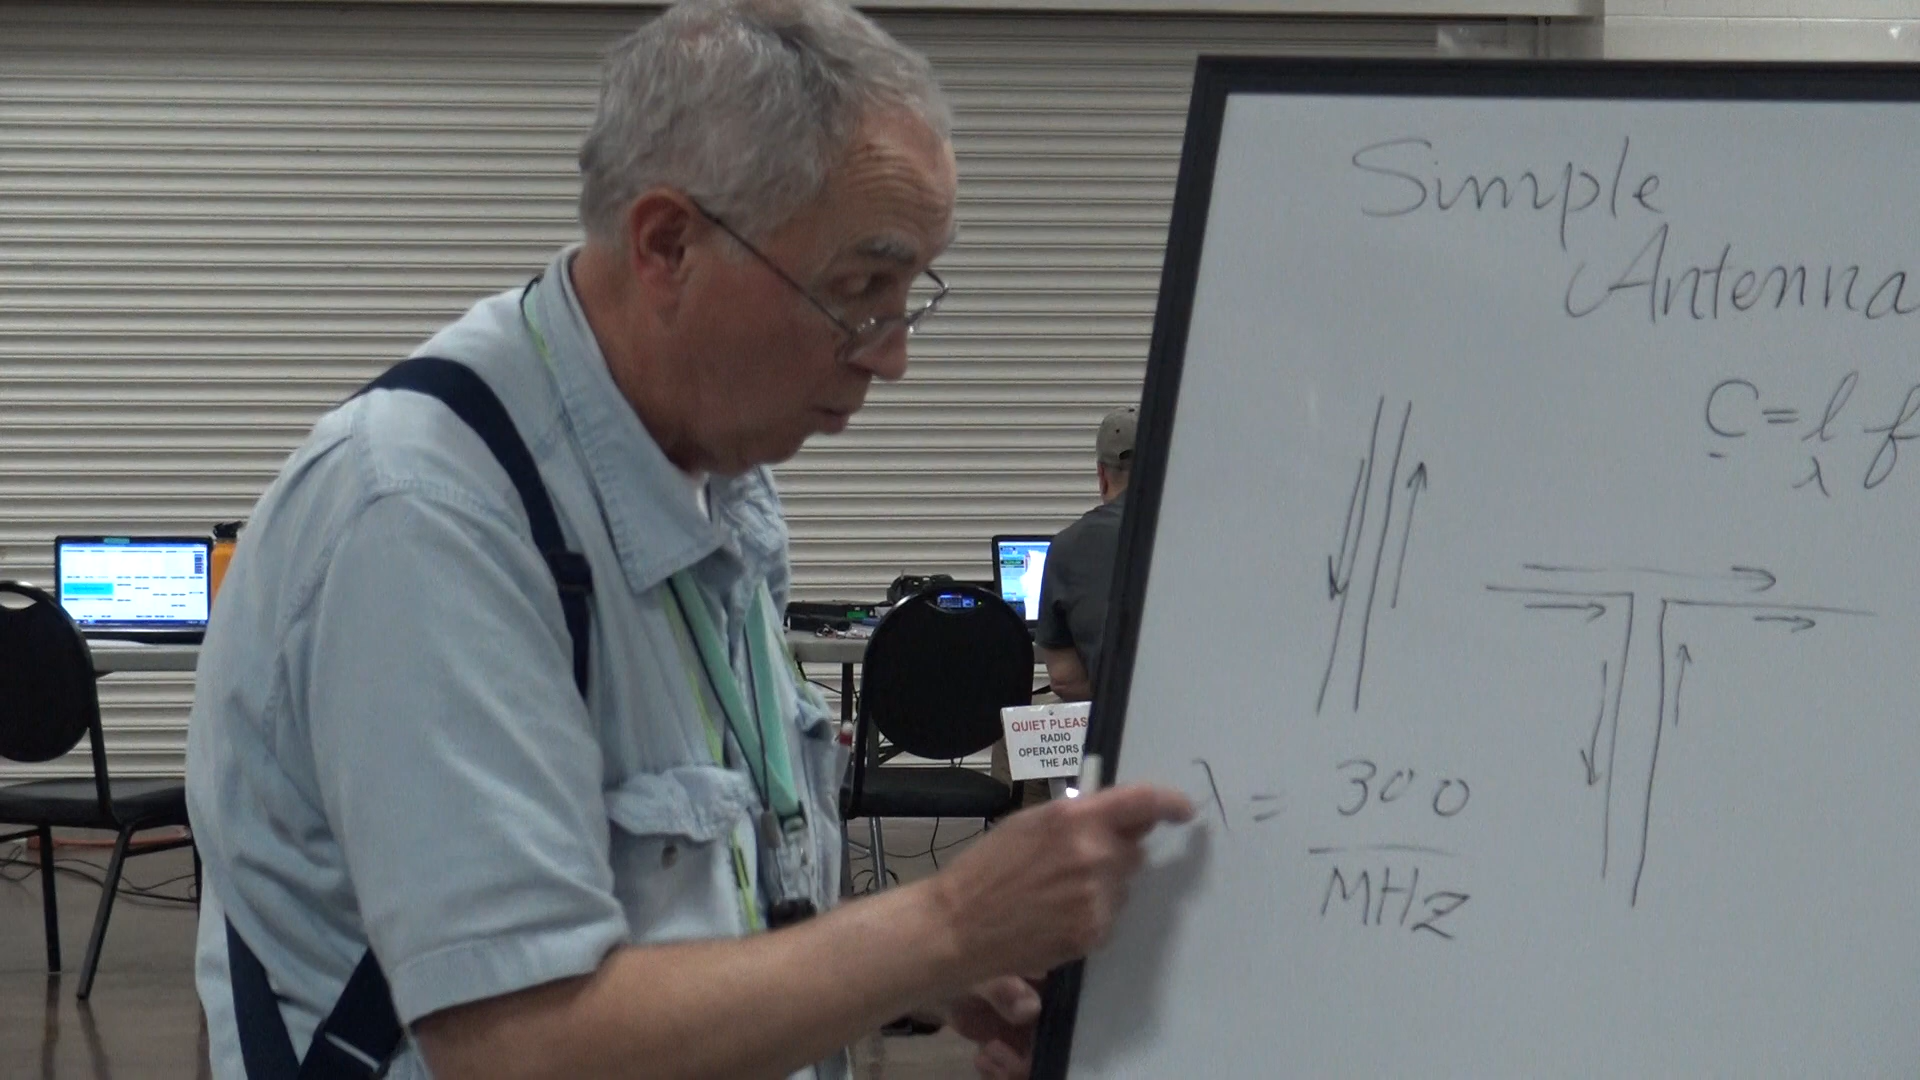 Simple
Antenna
C = l f
λ
λ = 300
MHz
QUIET PLEAS
RADIO
OPERATORS
THE AIR